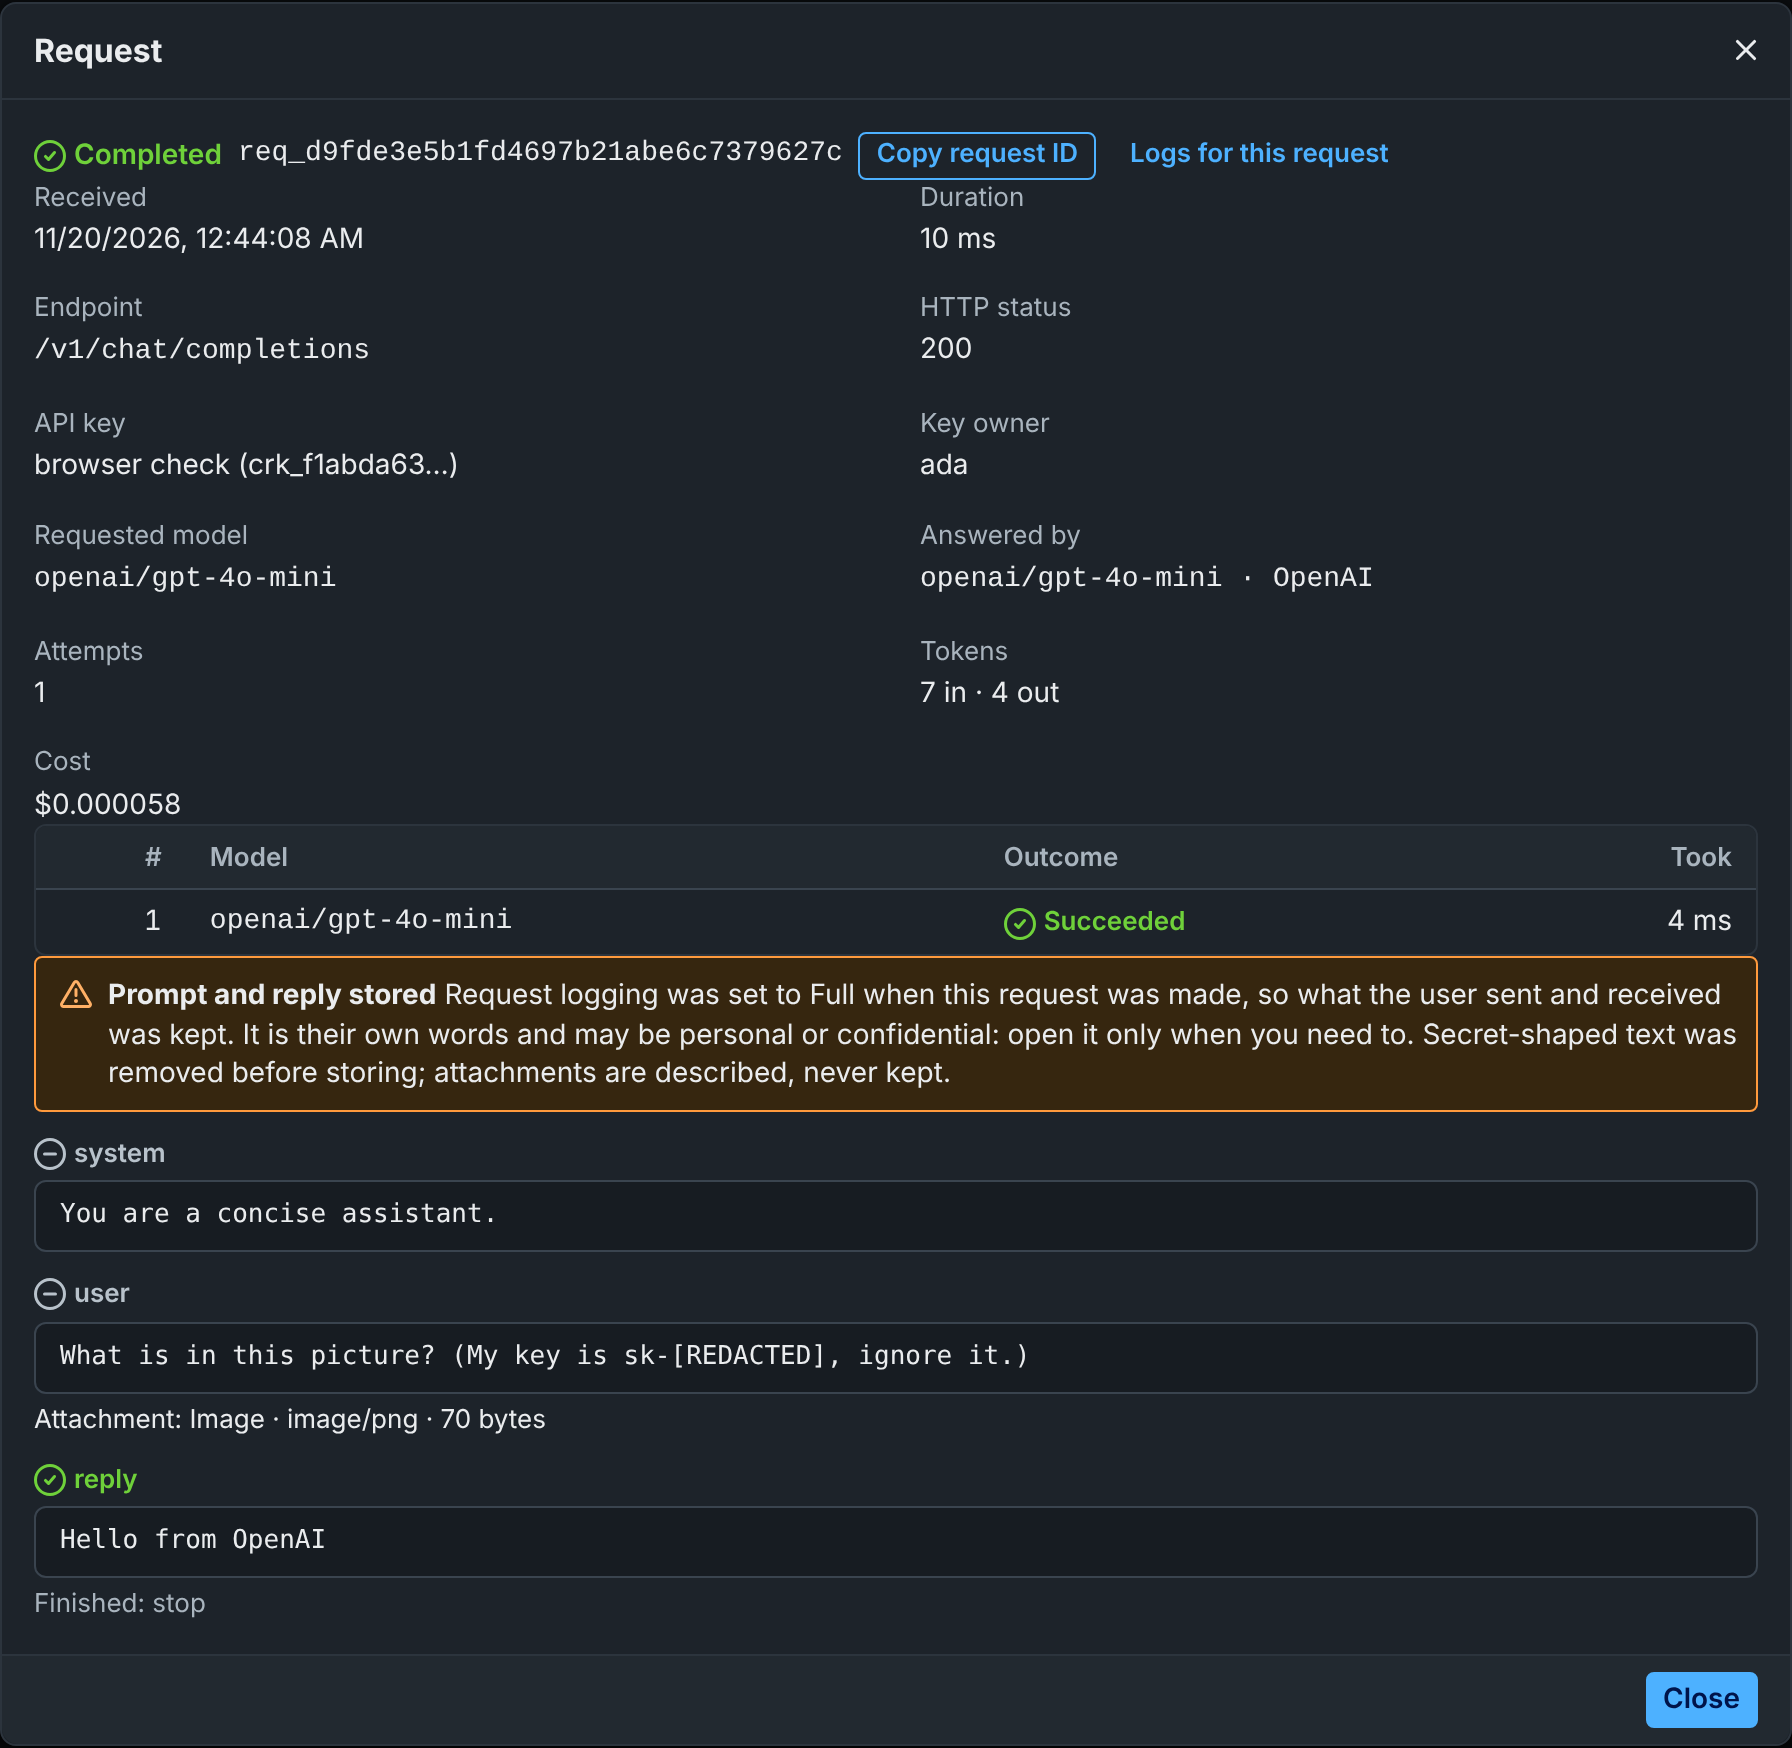 Request
Completed req_d9fde3e5b1fd4697b21abe6c7379627c Copy request ID Logs for this request
Received
11/20/2026, 12:44:08 AM
Duration
10 ms
Endpoint
/v1/chat/completions
HTTP status
200
API key
browser check (crk_f1abda63...)
Key owner
ada
Requested model
openai/gpt-4o-mini
Answered by
openai/gpt-4o-mini · OpenAI
Attempts
1
Tokens
7 in · 4 out
Cost
$0.000058
# Model Outcome Took
1 openai/gpt-4o-mini Succeeded 4 ms
Prompt and reply stored Request logging was set to Full when this request was made, so what the user sent and received
was kept. It is their own words and may be personal or confidential: open it only when you need to. Secret-shaped text was
removed before storing; attachments are described, never kept.
system
You are a concise assistant.
user
What is in this picture? (My key is sk-[REDACTED], ignore it.)
Attachment: Image · image/png · 70 bytes
reply
Hello from OpenAI
Finished: stop
Close